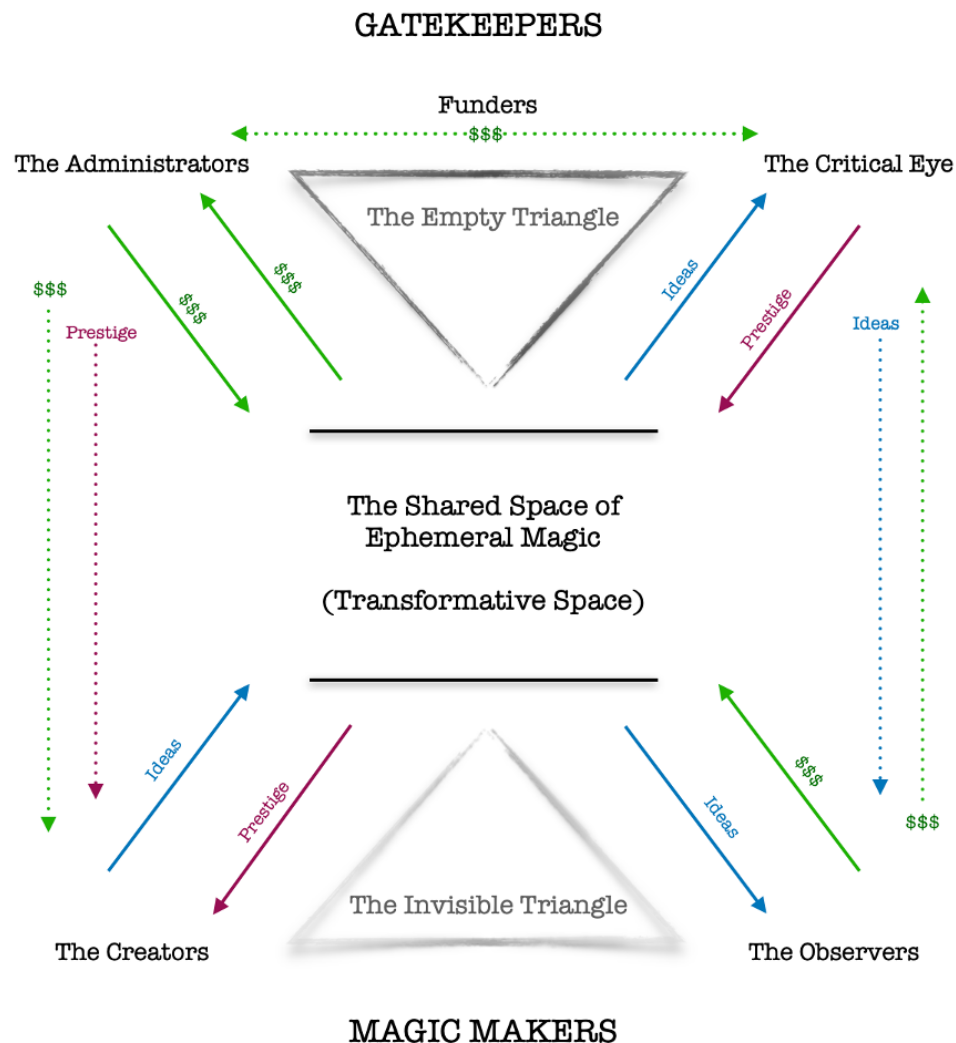 GATEKEEPERS
Funders
$$$
The Administrators
The Critical Eye
The Empty Triangle
$$$
$$$
Ideas
Prestige
$$$
Prestige
Ideas
The Shared Space of
Ephemeral Magic
(Transformative Space)
Ideas
Prestige
Ideas
$$$
$$$
The Invisible Triangle
The Creators
The Observers
MAGIC MAKERS